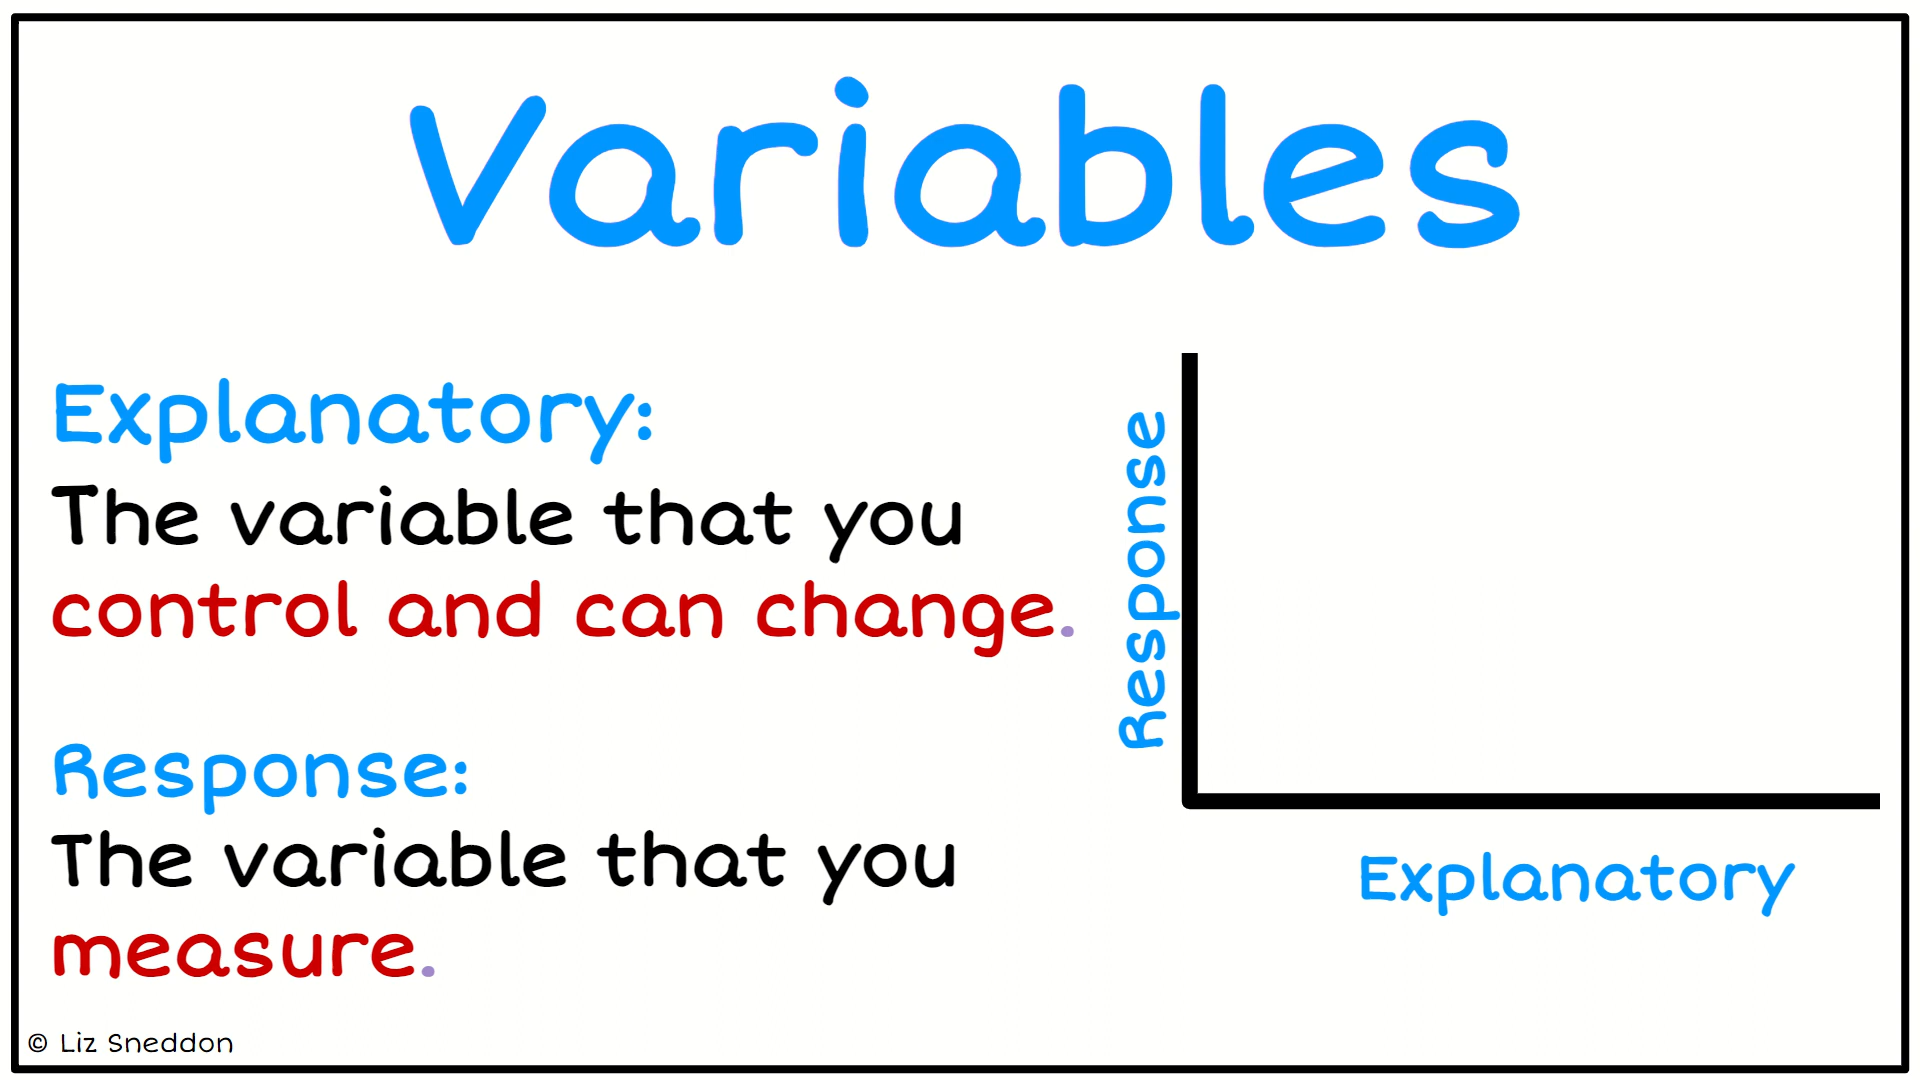 Variables
Explanatory:
The variable that you
control and can change.
Response:
The variable that you
measure.
Response
Explanatory
© Liz Sneddon